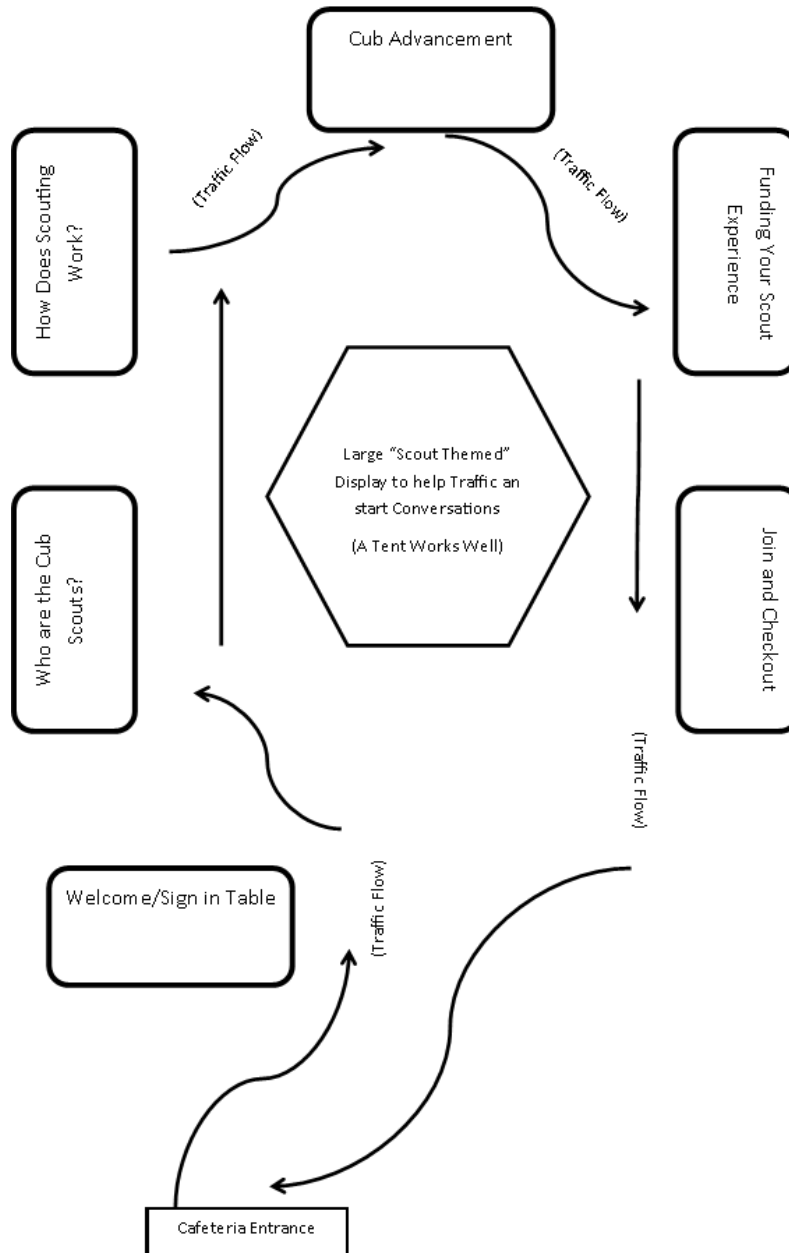 Cub Advancement
(Traffic Flow)
(Traffic Flow)
How Does Scouting
Work?
Funding Your Scout
Experience
Large “Scout Themed”
Display to help Traffic an
start Conversations
(A Tent Works Well)
Who are the Cub
Scouts?
Join and Checkout
(Traffic Flow)
Welcome/Sign in Table
(Traffic Flow)
Cafeteria Entrance